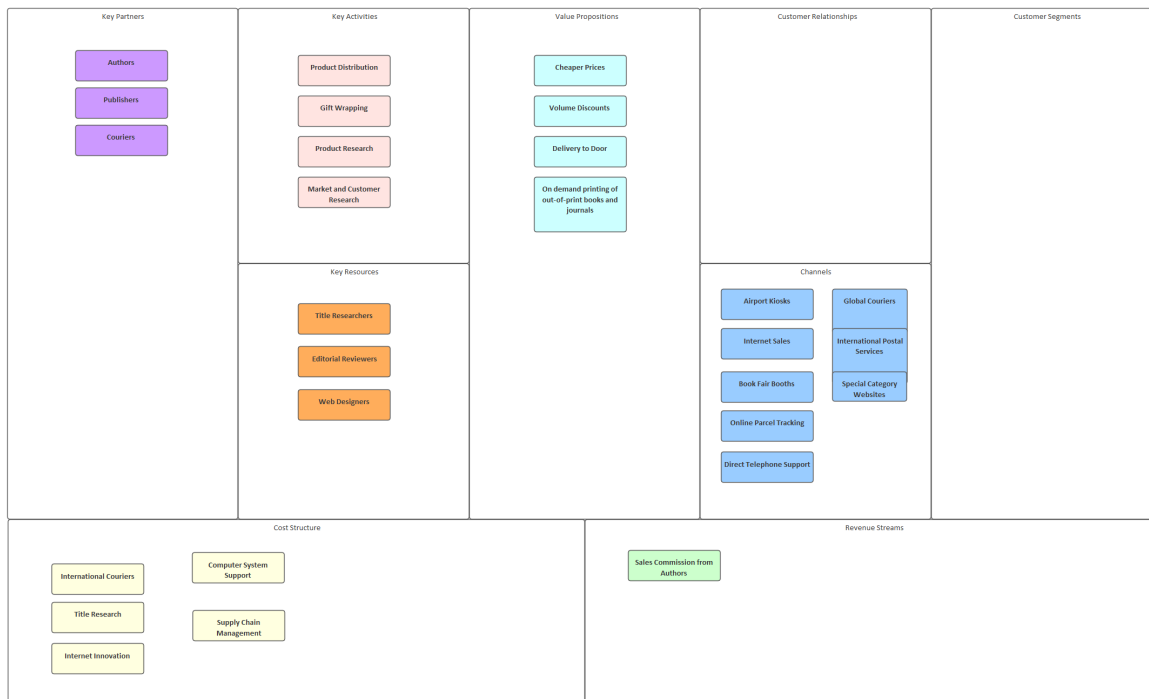 Key Partners
Authors
Publishers
Couriers
Key Activities
Product Distribution
Gift Wrapping
Product Research
Market and Customer
Research
Key Resources
Title Researchers
Editorial Reviewers
Web Designers
Value Propositions
Cheaper Prices
Volume Discounts
Delivery to Door
On demand printing of
out-of-print books and
journals
Customer Relationships
Channels
Airport Kiosks
Internet Sales
Book Fair Booths
Online Parcel Tracking
Direct Telephone Support
Global Couriers
International Postal
Services
Special Category
Websites
Customer Segments
Cost Structure
International Couriers
Title Research
Internet Innovation
Computer System
Support
Supply Chain
Management
Revenue Streams
Sales Commission from
Authors